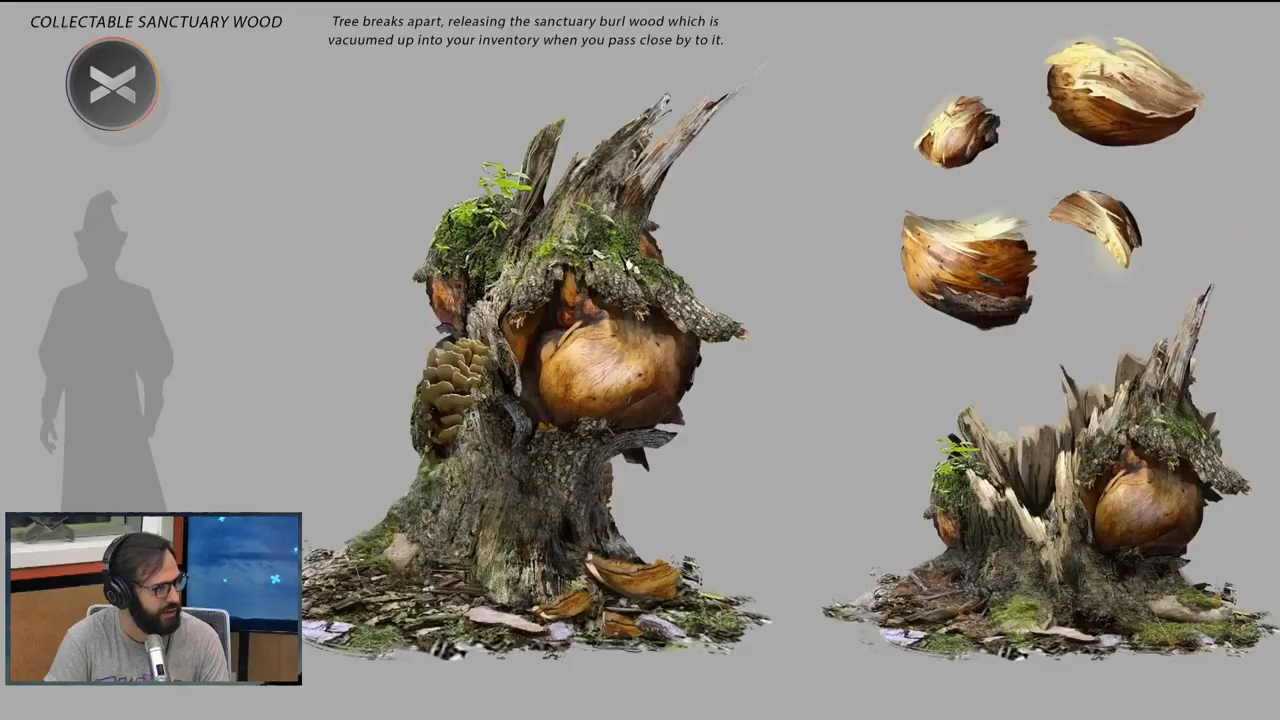 COLLECTABLE SANCTUARY WOOD
Tree breaks apart, releasing the sanctuary burl wood which is
vacuumed up into your inventory when you pass close by to it.